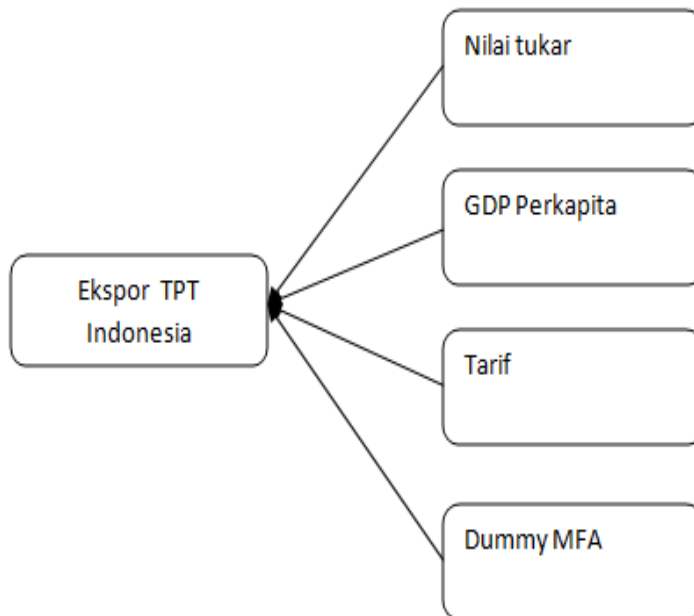 Nilai tukar
GDP Perkapita
Ekspor TPT
Indonesia
Tarif
Dummy MFA